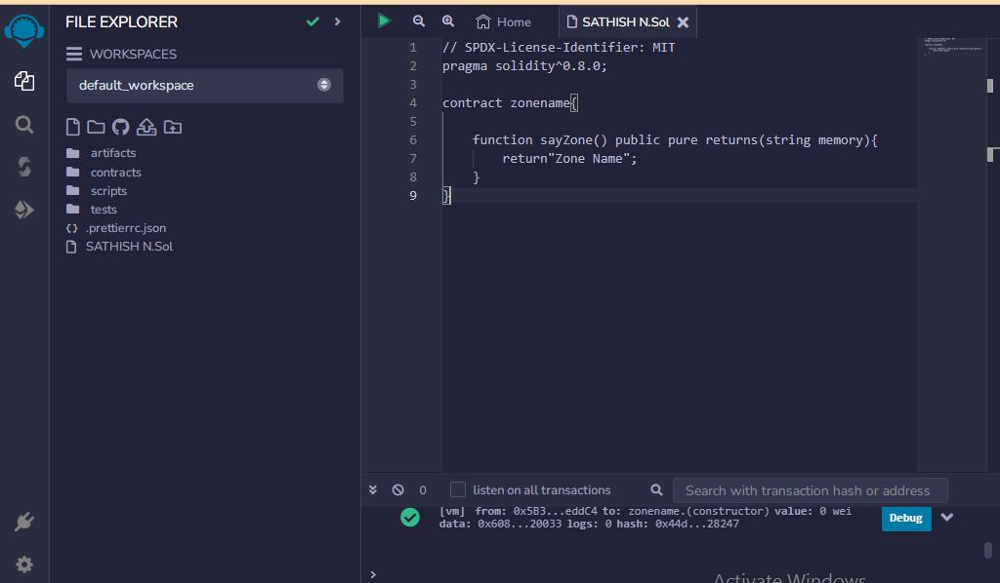 FILE EXPLORER
WORKSPACES
default_workspace
artifacts
contracts
scripts
tests
.prettierrc.json
SATHISH N.Sol
Home
SATHISH N.Sol
1 // SPDX-License-Identifier: MIT
2 pragma solidity^0.8.0;
3
4 contract zonename{
5
6 function sayZone() public pure returns(string memory){
7 return"Zone Name";
8 }
9 }
0 listen on all transactions
Search with transaction hash or address
[vm] from: 0x5B3...eddC4 to: zonename.(constructor) value: 0 wei
data: 0x608...20033 logs: 0 hash: 0x44d...28247
Debug
>
Activate Windows